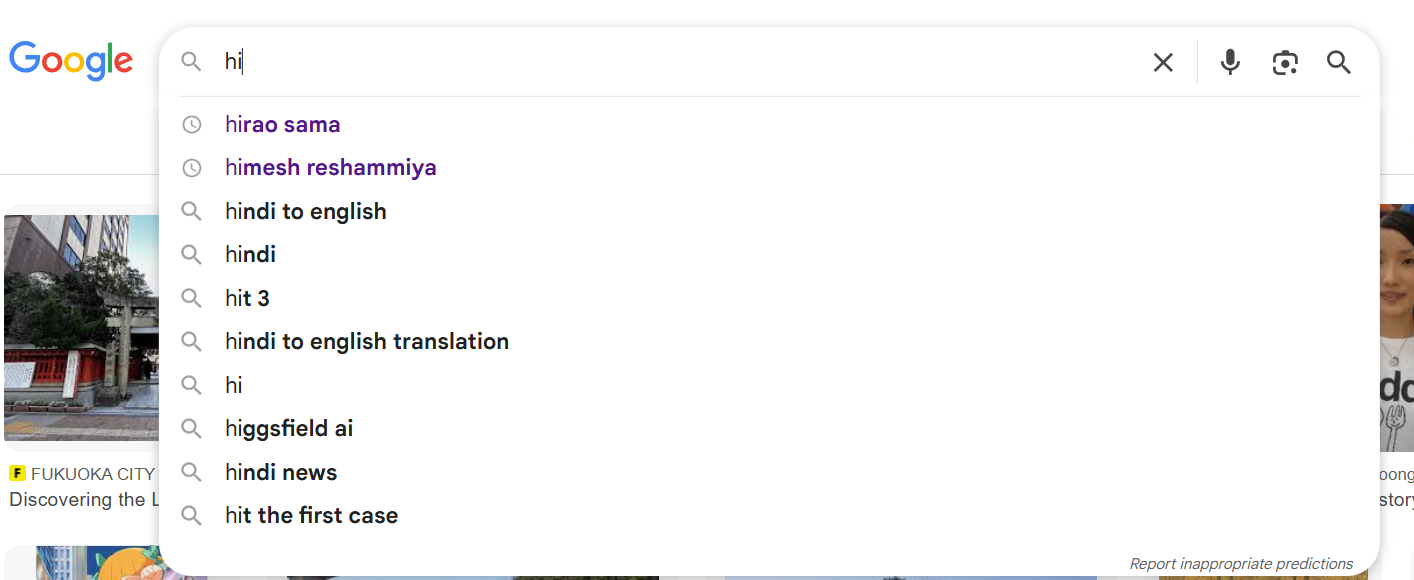 Google
hi
hirao sama
himesh reshammiya
hindi to english
hindi
hit 3
hindi to english translation
hi
higgsfield ai
hindi news
hit the first case
Report inappropriate predictions
F FUKUOKA CITY
Discovering the L
oong
story